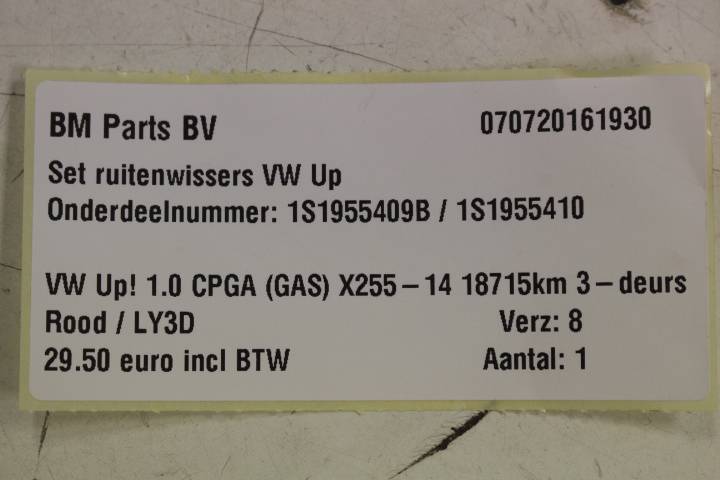 BM Parts BV 070720161930
Set ruitenwissers VW Up
Onderdeelnummer: 1S1955409B / 1S1955410
VW Up! 1.0 CPGA (GAS) X255-14 18715km 3-deurs
Rood / LY3D Verz: 8
29.50 euro incl BTW Aantal: 1